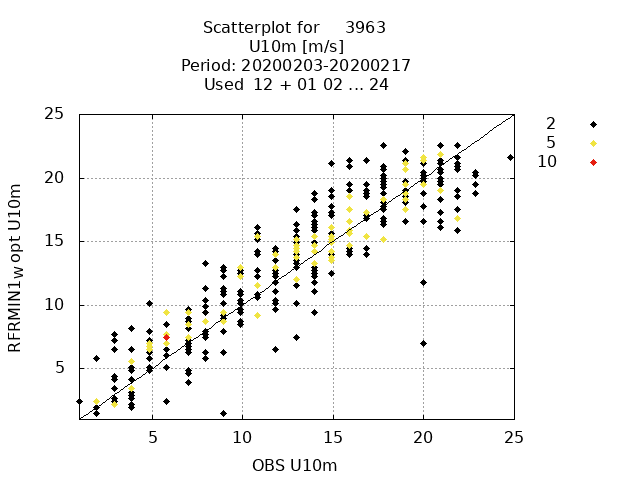 Scatterplot for 3963
U10m [m/s]
Period: 20200203-20200217
Used 12 + 01 02 ... 24
25
20
15
10
5
5 10 15 20 25
RFRMIN1W opt U10m
OBS U10m
2
5
10